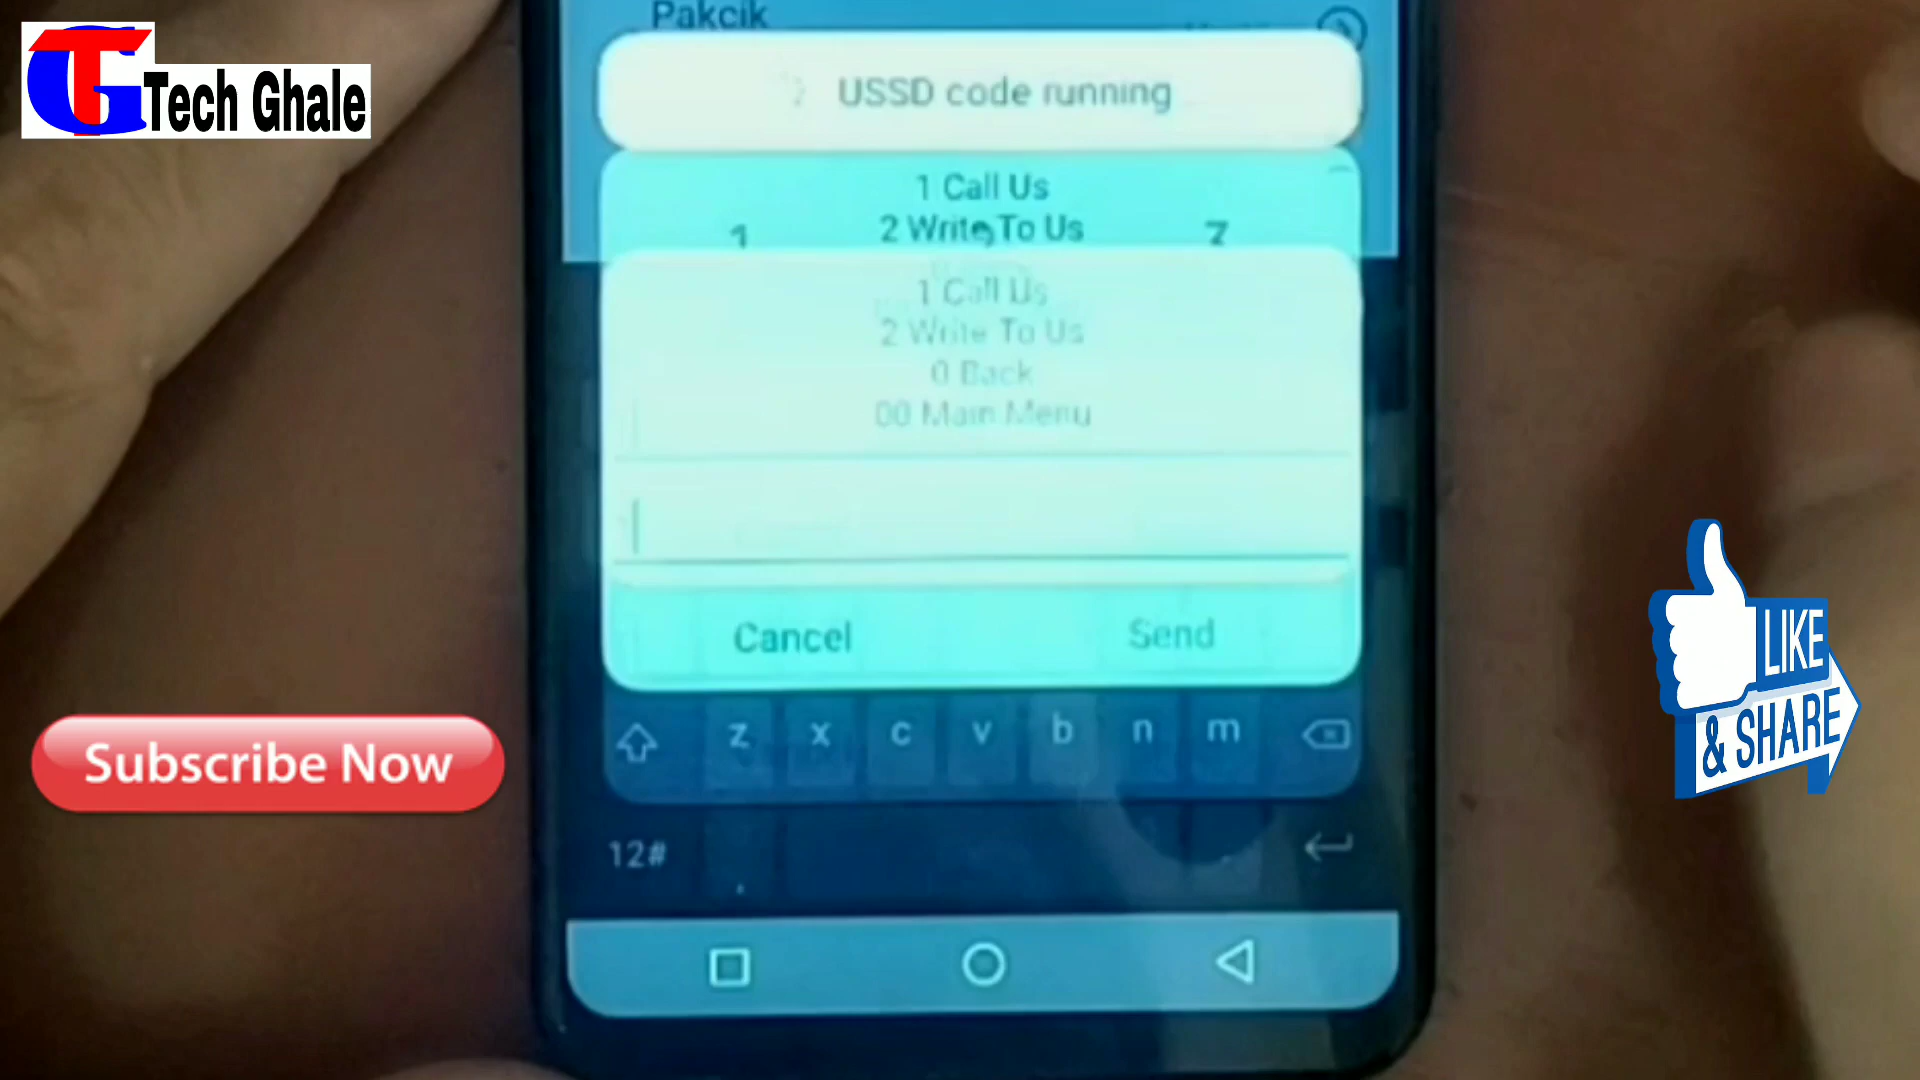 TG Tech Ghale
Pakcik
USSD code running
1 Call Us
2 Write To Us
1 7
1 Call Us
2 Write To Us
0 Back
00 Main Menu
Cancel Send
z x c v b n m
12# , .
Subscribe Now
LIKE
& SHARE